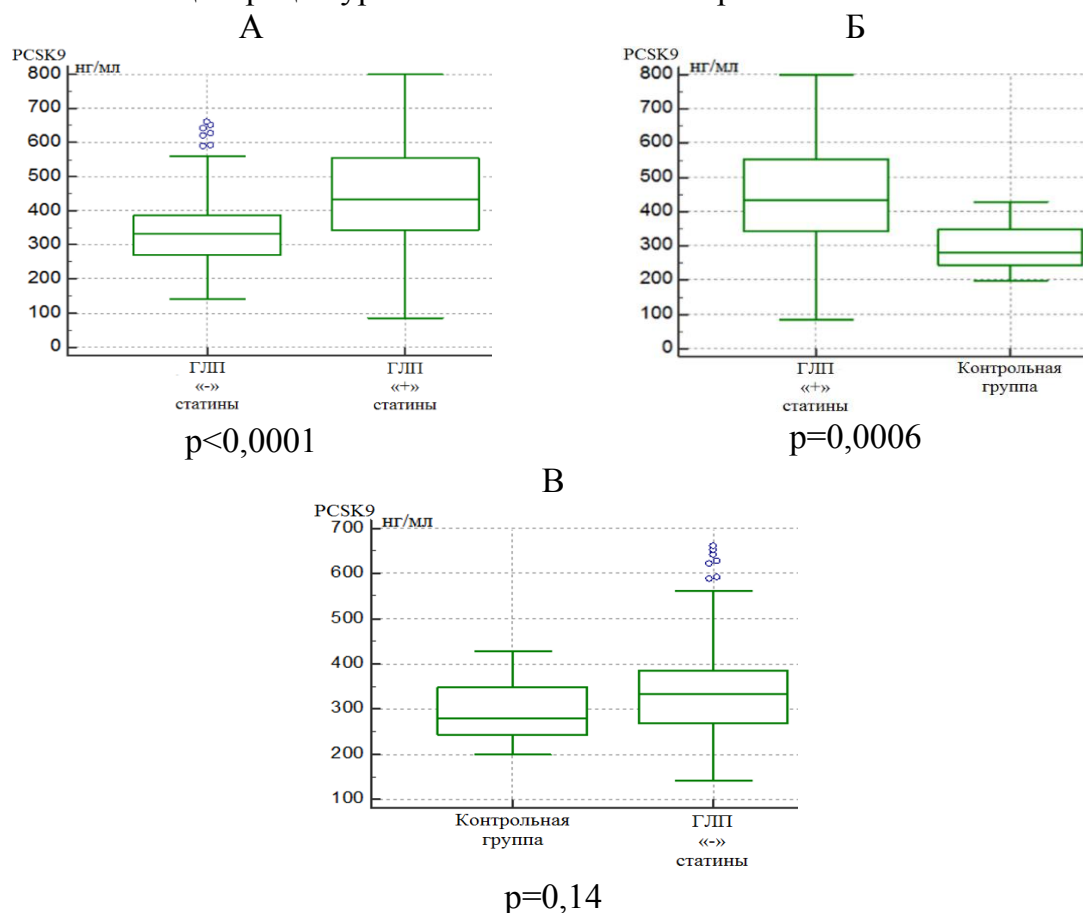 А
PCSK9
нг/мл
800
700
600
500
400
300
200
100
0
ГЛП
«-»
статины
ГЛП
«+»
статины
p<0,0001
Б
PCSK9
нг/мл
800
700
600
500
400
300
200
100
0
ГЛП
«+»
статины
Контрольная
группа
p=0,0006
В
PCSK9
нг/мл
700
600
500
400
300
200
100
Контрольная
группа
ГЛП
«-»
статины
p=0,14